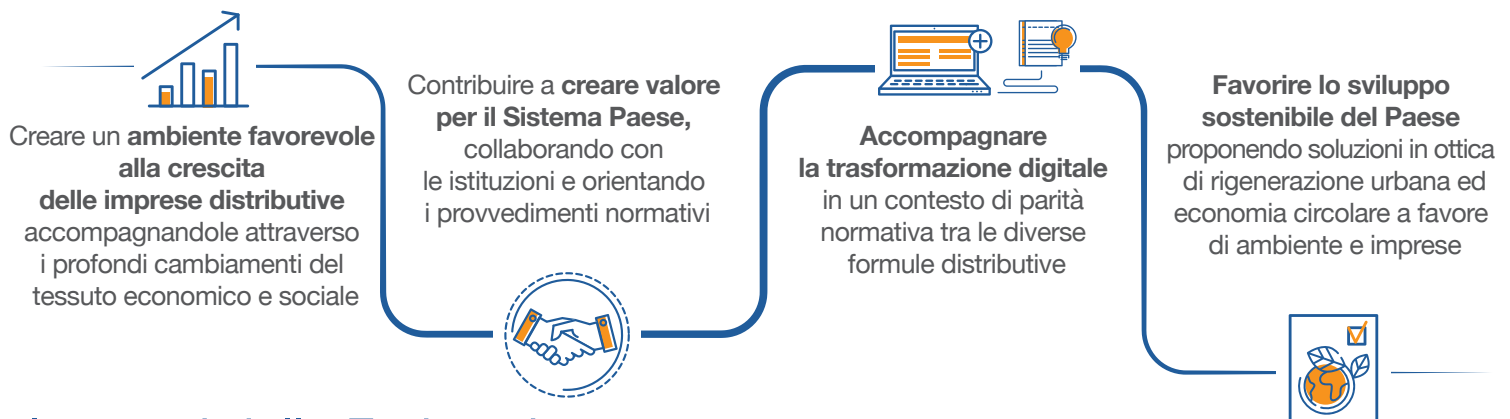 Creare un ambiente favorevole
alla crescita
delle imprese distributive
accompagnandole attraverso
i profondi cambiamenti del
tessuto economico e sociale
Contribuire a creare valore
per il Sistema Paese,
collaborando con
le istituzioni e orientando
i provvedimenti normativi
Accompagnare
la trasformazione digitale
in un contesto di parità
normativa tra le diverse
formule distributive
Favorire lo sviluppo
sostenibile del Paese
proponendo soluzioni in ottica
di rigenerazione urbana ed
economia circolare a favore
di ambiente e imprese